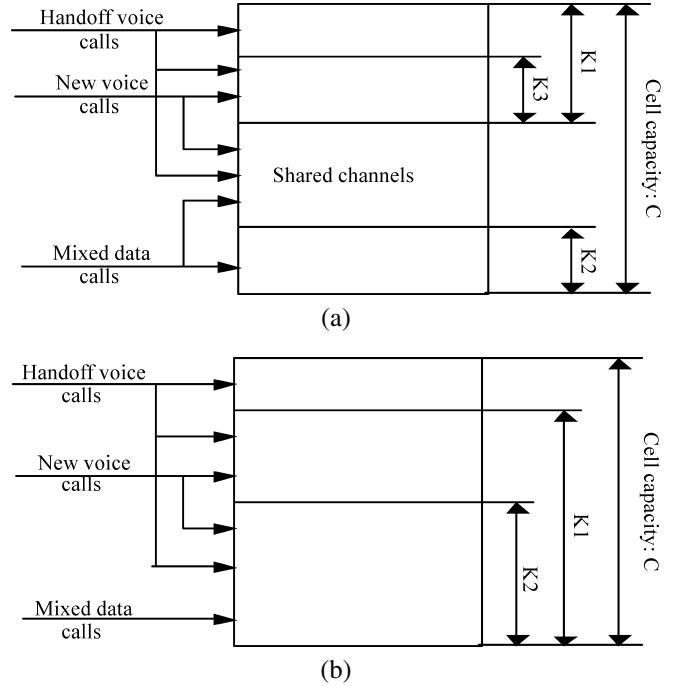 Handoff voice
calls
K1
New voice
calls
K3
Cell capacity: C
Shared channels
Mixed data
calls
K2
(a)
Handoff voice
calls
New voice
calls
K1
Cell capacity: C
K2
Mixed data
calls
(b)